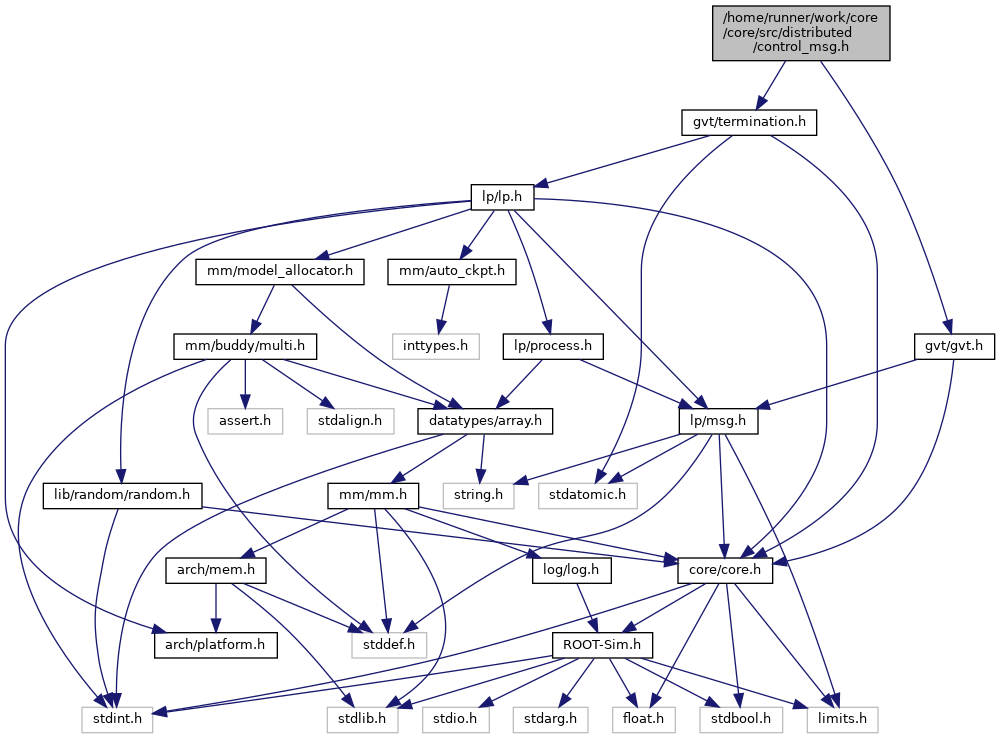 /home/runner/work/core
/core/src/distributed
/control_msg.h
gvt/termination.h
lp/lp.h
mm/model_allocator.h
mm/auto_ckpt.h
mm/buddy/multi.h
inttypes.h
lp/process.h
gvt/gvt.h
assert.h
stdalign.h
datatypes/array.h
lp/msg.h
lib/random/random.h
mm/mm.h
string.h
stdatomic.h
arch/mem.h
log/log.h
core/core.h
arch/platform.h
stddef.h
ROOT-Sim.h
stdint.h
stdlib.h
stdio.h
stdarg.h
float.h
stdbool.h
limits.h